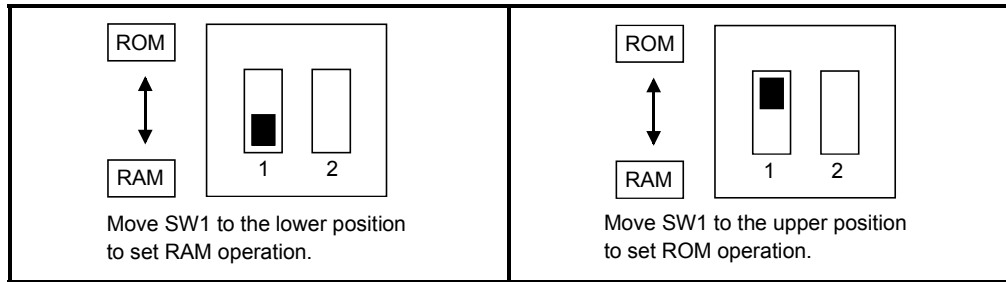 ROM
RAM
1 2
Move SW1 to the lower position
to set RAM operation.
ROM
RAM
1 2
Move SW1 to the upper position
to set ROM operation.